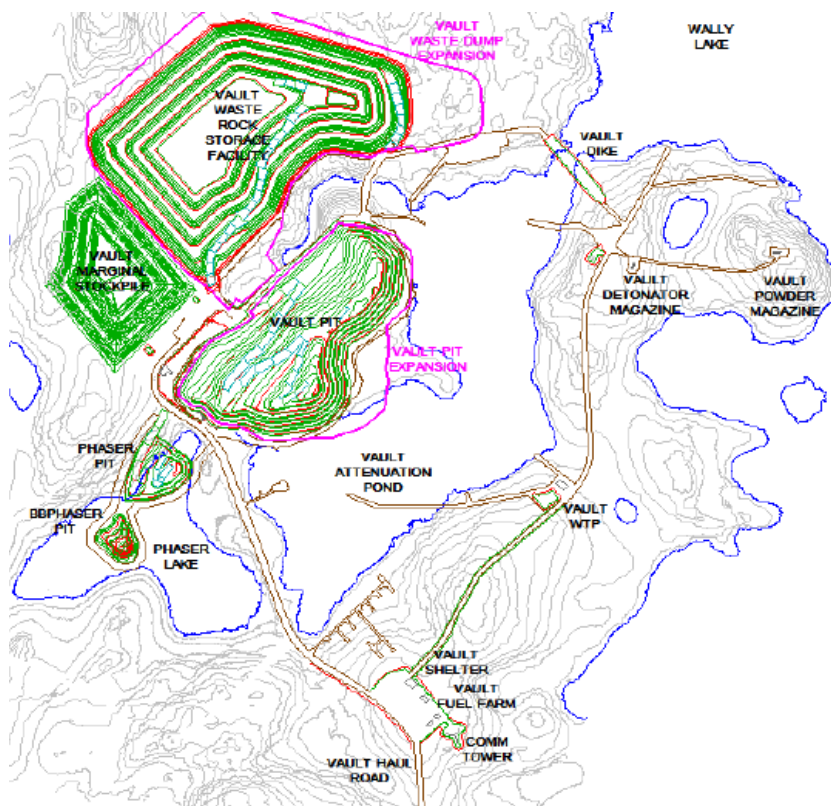 VAULT
WASTE DUMP
EXPANSION
WALLY
LAKE
VAULT
WASTE
ROCK
STORAGE
FACILITY
VAULT
DIKE
VAULT
MARGINAL
STOCKPILE
VAULT
DETONATOR
MAGAZINE
VAULT
POWDER
MAGAZINE
VAULT PIT
VAULT PIT
EXPANSION
PHASER
PIT
VAULT
ATTENUATION
POND
BBPHASER
PIT
VAULT
WTP
PHASER
LAKE
VAULT
SHELTER
VAULT
FUEL FARM
COMM
TOWER
VAULT HAUL
ROAD